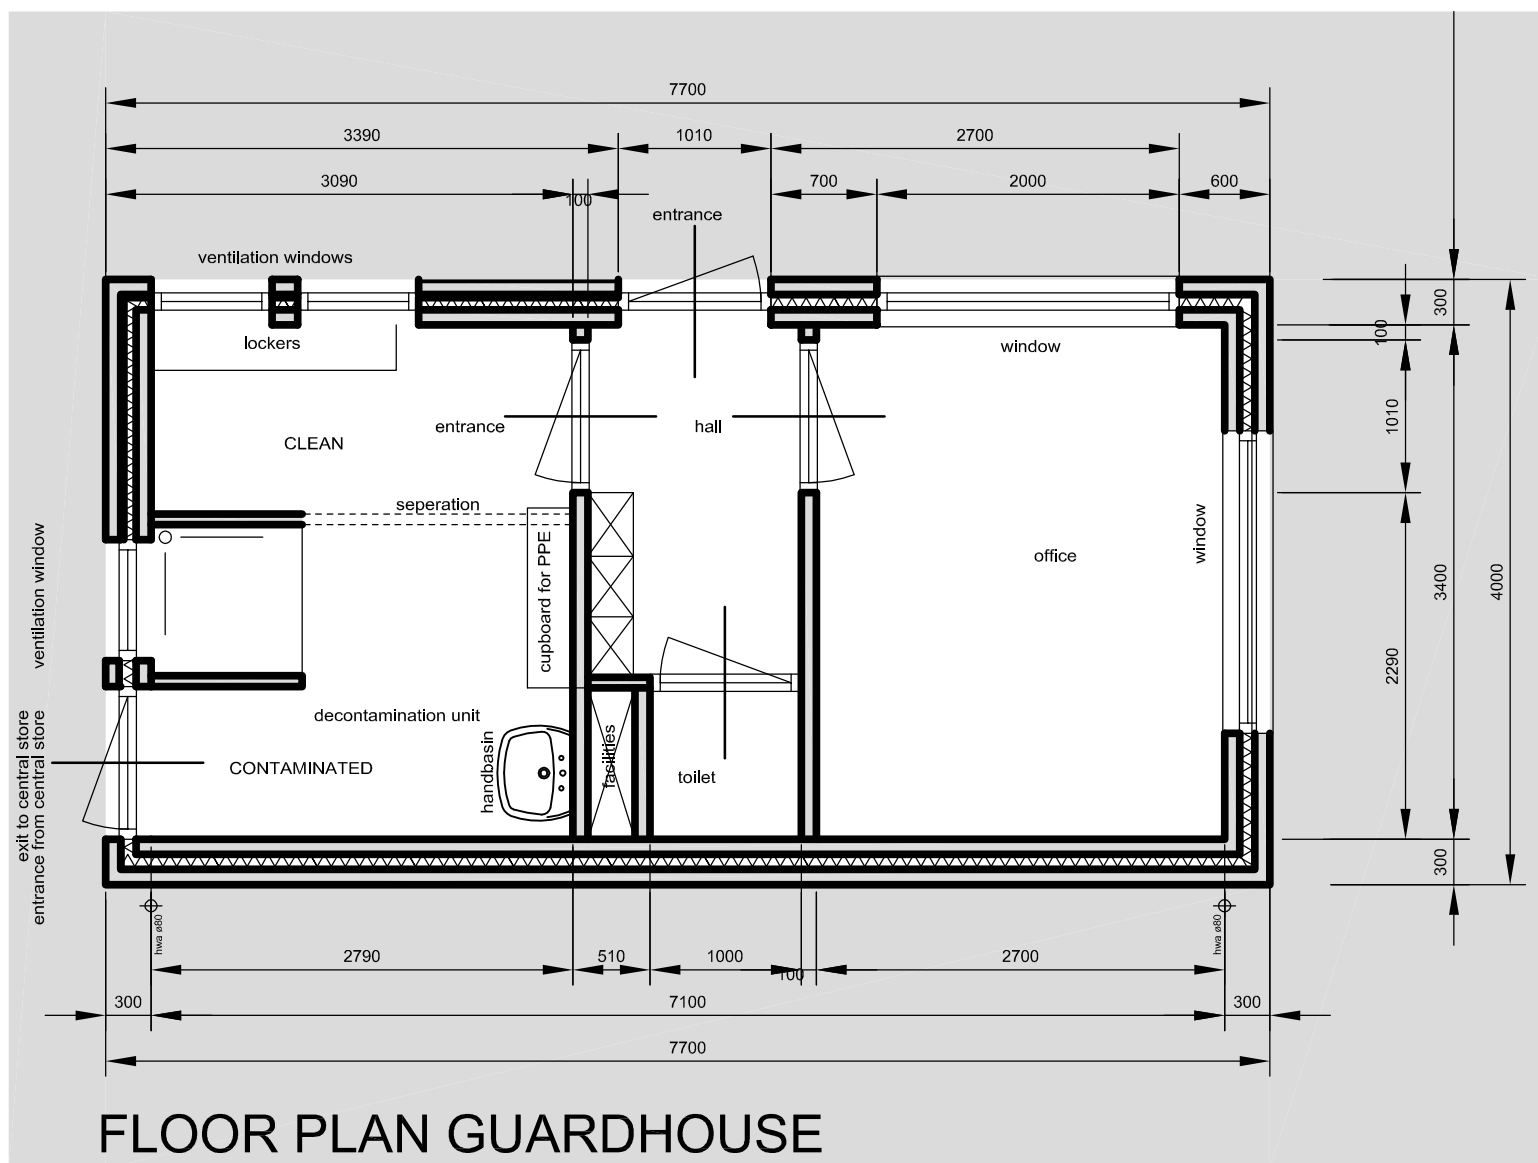 7700
3390
1010
2700
3090
100
700
2000
600
entrance
ventilation windows
300
100
lockers
window
entrance
hall
CLEAN
1010
seperation
cupboard for PPE
office
window
ventilation window
3400
4000
2290
decontamination unit
CONTAMINATED
handbasin
facilities
toilet
exit to central store
entrance from central store
300
hwa ø80
hwa ø80
2790
510
1000
100
2700
300
7100
300
7700
FLOOR PLAN GUARDHOUSE